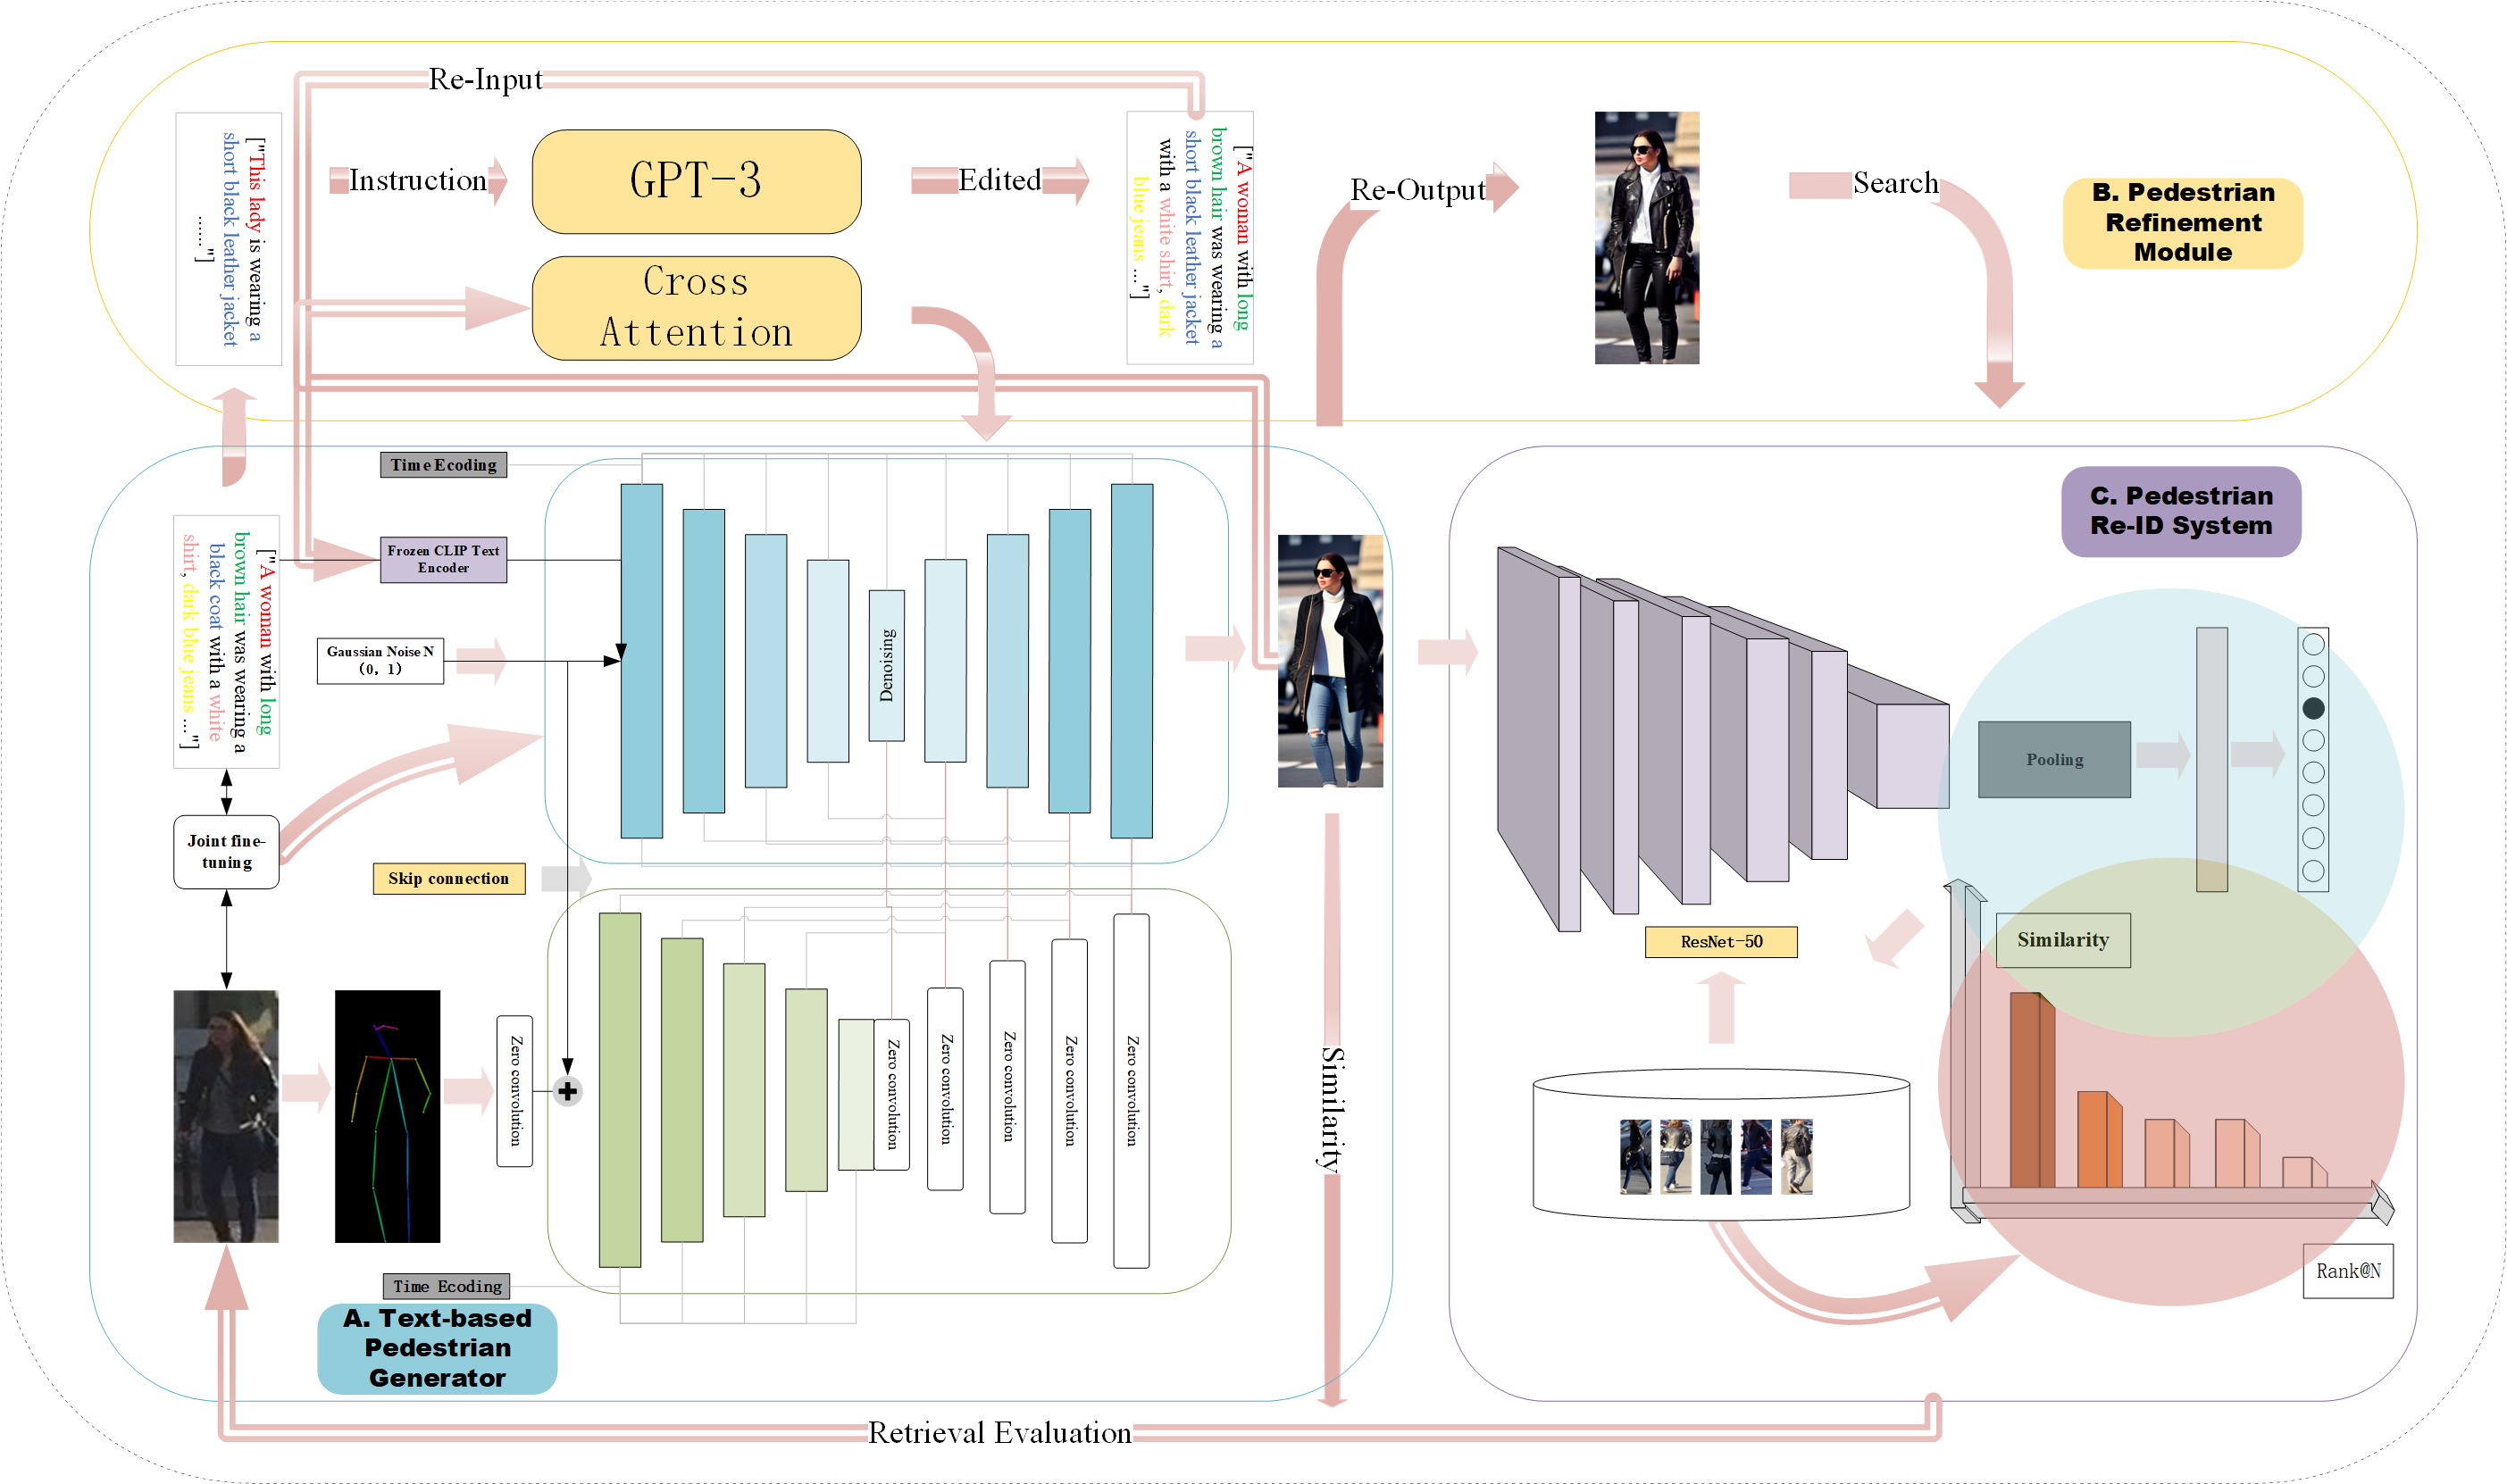 Re-Input
["This lady is wearing a
short black leather jacket
......"]
Instruction
GPT-3
Edited
["A woman with long
brown hair was wearing a
short black leather jacket
with a white shirt, dark
blue jeans ..."]
Re-Output
Search
B. Pedestrian
Refinement
Module
Cross
Attention
Time Ecoding
Frozen CLIP Text
Encoder
["A woman with long
brown hair was wearing a
black coat with a white
shirt, dark blue jeans ..."]
Gaussian Noise N
(0, 1)
Denoising
Joint fine-
tuning
Skip connection
Zero convolution
Zero convolution
Zero convolution
Zero convolution
Zero convolution
Zero convolution
Time Ecoding
A. Text-based
Pedestrian
Generator
Similarity
C. Pedestrian
Re-ID System
Pooling
ResNet-50
Similarity
Rank@N
Retrieval Evaluation